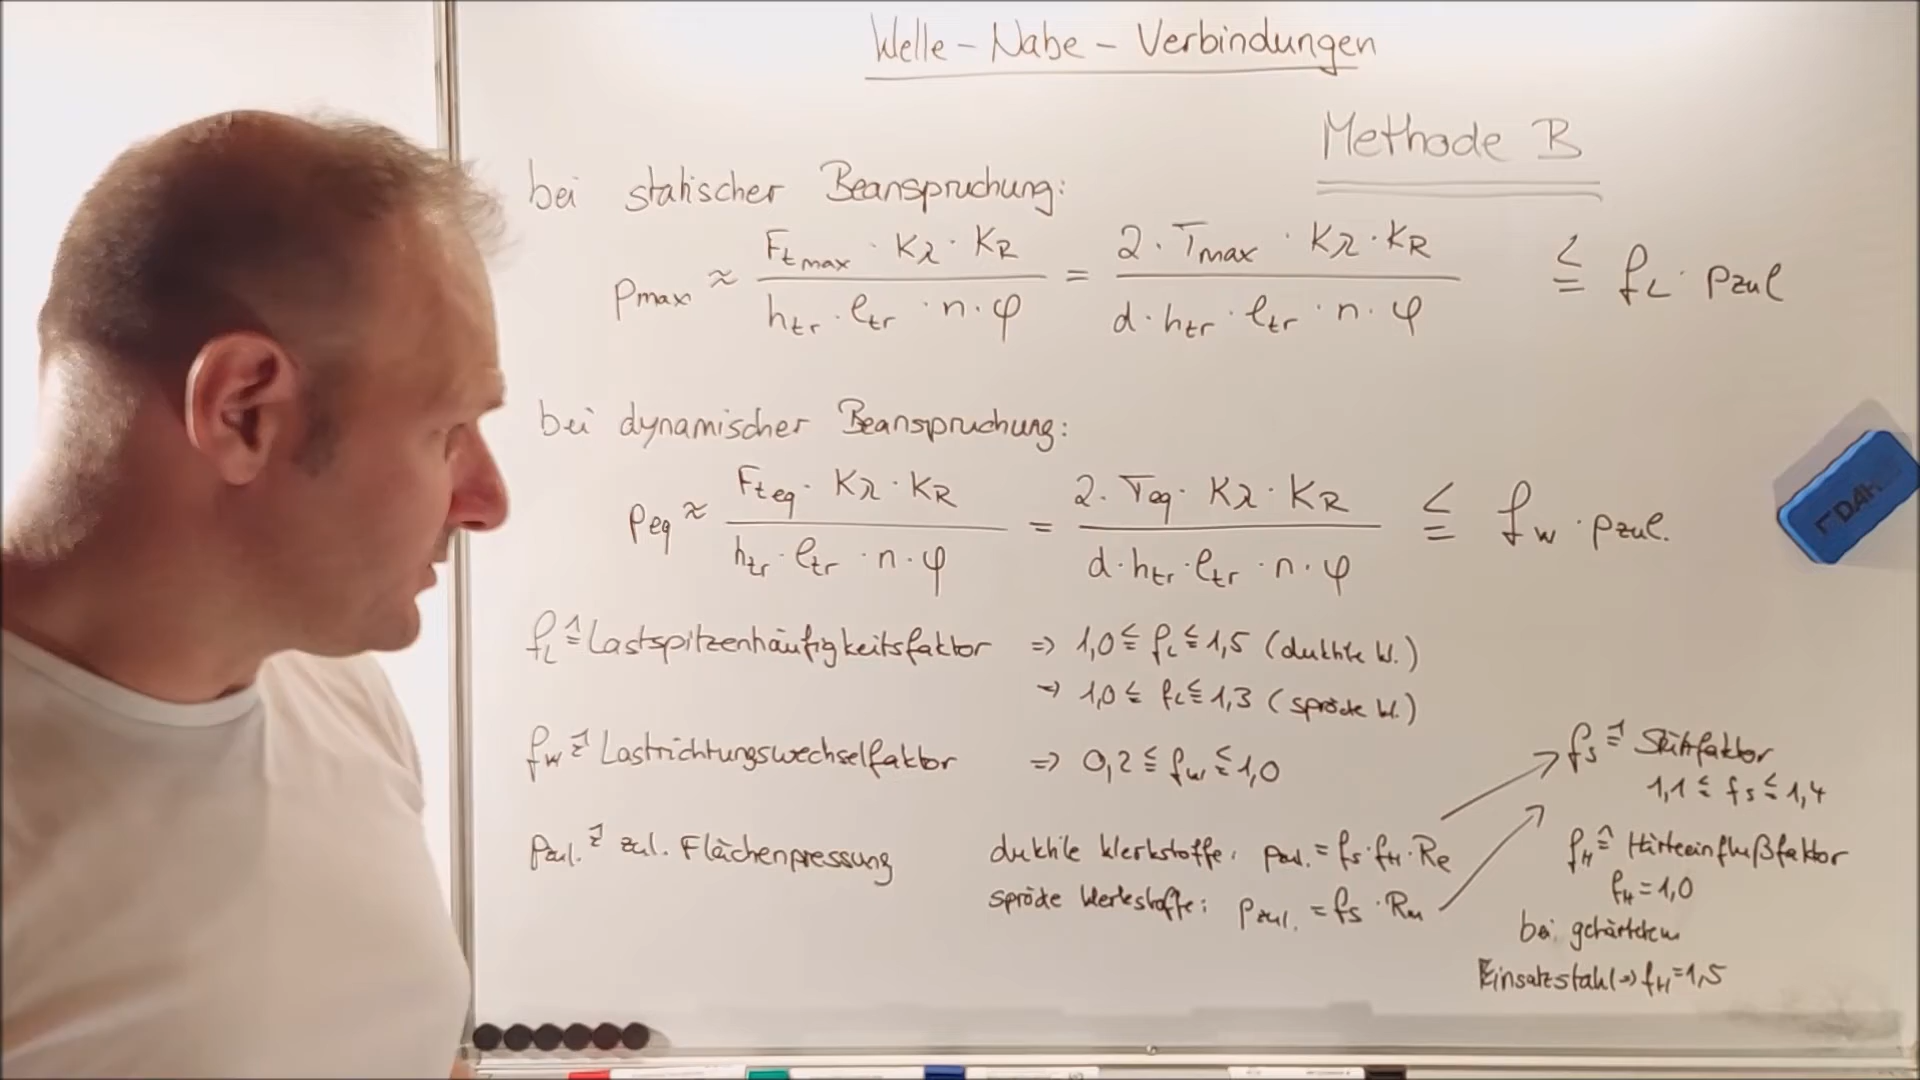 Welle - Nabe - Verbindungen
Methode B
bei statischer Beanspruchung:
pmax ≈ Ftmax · Kλ · KR / htr · ltr · n · φ = 2 · Tmax · Kλ · KR / d · htr · ltr · n · φ ≤ fL · pzul
bei dynamischer Beanspruchung:
peq ≈ Fteq · Kλ · KR / htr · ltr · n · φ = 2 · Teq · Kλ · KR / d · htr · ltr · n · φ ≤ fw · pzul.
fL ≙ Lastspitzenhäufigkeitsfaktor ⇒ 1,0 ≤ fL ≤ 1,5 (duktile W.)
⇒ 1,0 ≤ fL ≤ 1,3 (spröde W.)
fw ≙ Lastrichtungswechselfaktor ⇒ 0,2 ≤ fw ≤ 1,0
pzul. ≙ zul. Flächenpressung
duktile Werkstoffe: pzul. = fs · fH · Re
spröde Werkstoffe: pzul. = fs · Rm
fs ≙ Stützfaktor
1,1 ≤ fs ≤ 1,4
fH ≙ Härteeinflußfaktor
fH = 1,0
bei gehärtetem
Einsatzstahl ⇒ fH = 1,5